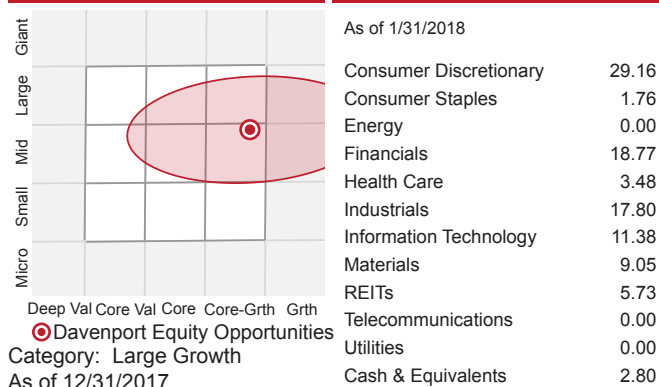 Giant
Large
Mid
Small
Micro
Deep Val Core Val Core Core-Grth Grth
Davenport Equity Opportunities
Category: Large Growth
As of 12/31/2017
As of 1/31/2018
Consumer Discretionary 29.16
Consumer Staples 1.76
Energy 0.00
Financials 18.77
Health Care 3.48
Industrials 17.80
Information Technology 11.38
Materials 9.05
REITs 5.73
Telecommunications 0.00
Utilities 0.00
Cash & Equivalents 2.80